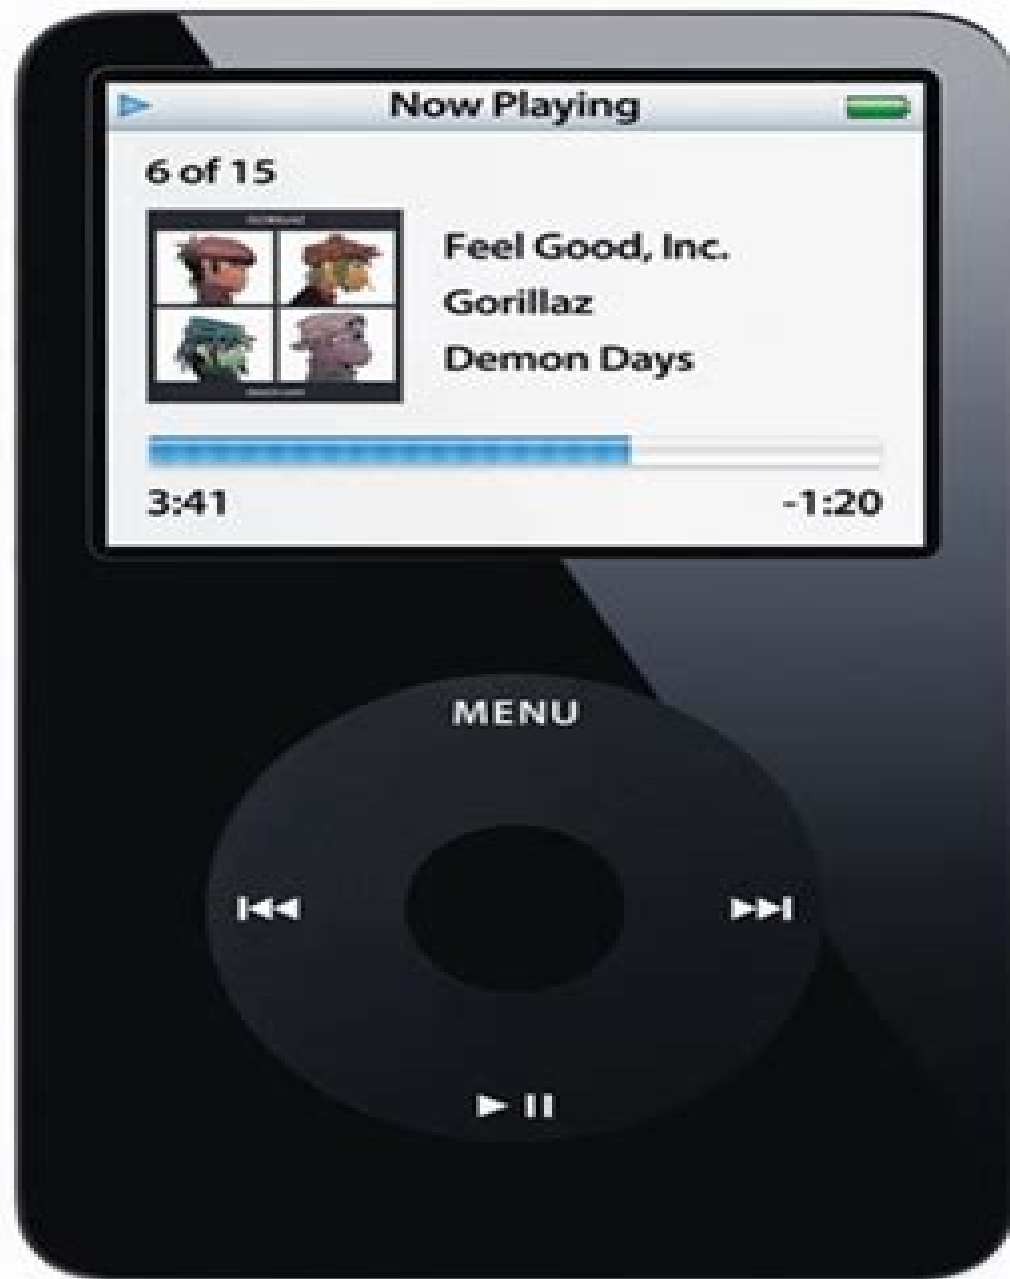 Now Playing
6 of 15
Feel Good, Inc.
Gorillaz
Demon Days
3:41 -1:20
MENU